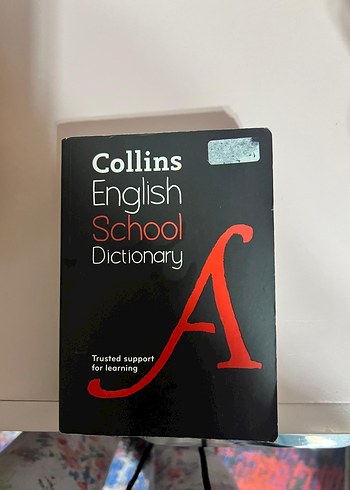 Collins
English
School
Dictionary
A
Trusted support
for learning